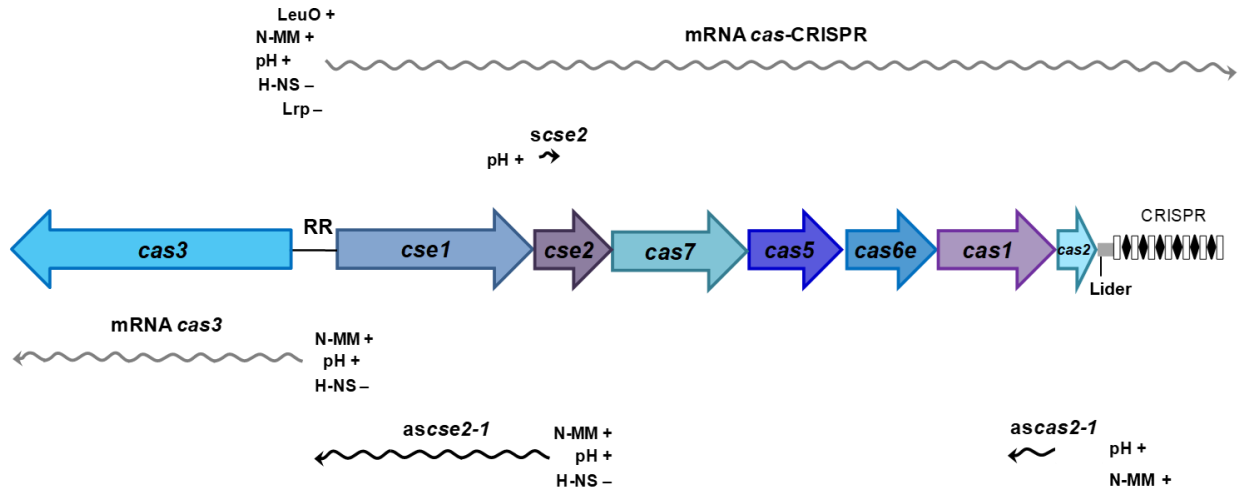 LeuO +
N-MM +
pH +
H-NS –
Lrp –
mRNA cas-CRISPR
scse2
pH +
RR
cas3
cse1
cse2
cas7
cas5
cas6e
cas1
cas2
CRISPR
Lider
mRNA cas3
N-MM +
pH +
H-NS –
ascse2-1
N-MM +
pH +
H-NS –
ascas2-1
pH +
N-MM +